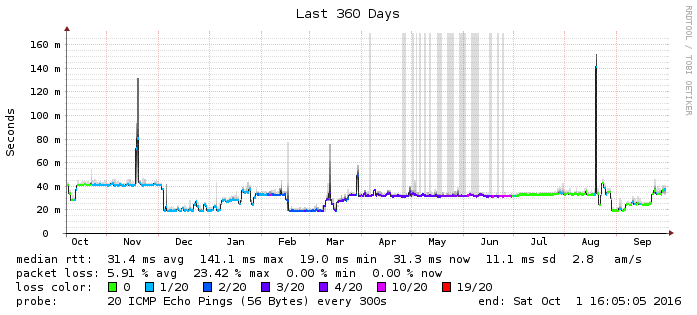 Last 360 Days
RRDTOOL / TOBI OETIKER
Seconds
160 m
140 m
120 m
100 m
80 m
60 m
40 m
20 m
0
Oct Nov Dec Jan Feb Mar Apr May Jun Jul Aug Sep
median rtt: 31.4 ms avg 141.1 ms max 19.0 ms min 31.3 ms now 11.1 ms sd 2.8 am/s
packet loss: 5.91 % avg 23.42 % max 0.00 % min 0.00 % now
loss color: 0 1/20 2/20 3/20 4/20 10/20 19/20
probe: 20 ICMP Echo Pings (56 Bytes) every 300s end: Sat Oct 1 16:05:05 2016